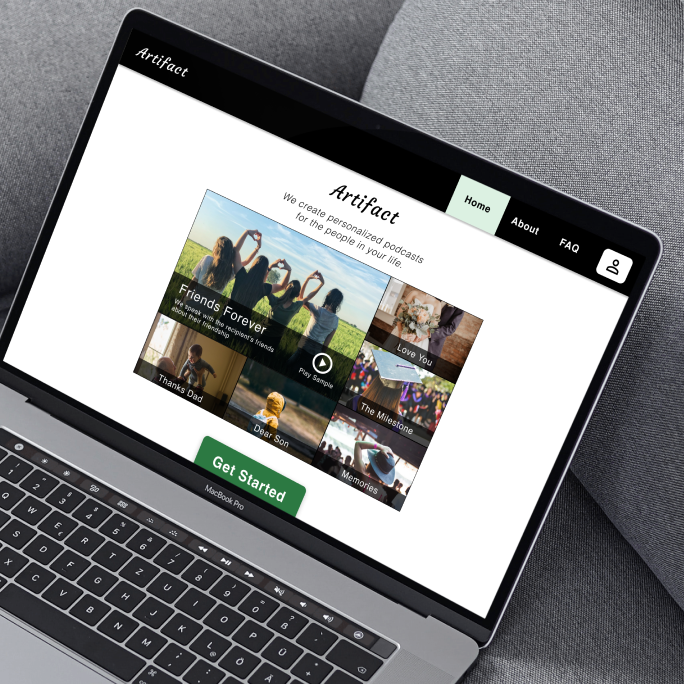 Artifact
Home
About
FAQ
Artifact
We create personalized podcasts
for the people in your life.
Friends Forever
We speak with the recipient's friends
about their friendship
Play Sample
Love You
The Milestone
Thanks Dad
Dear Son
Memories
Get Started
MacBook Pro
Q
W
E
R
T
Z
U
I
O
P
Ü
S
D
F
G
H
J
K
L
Ö
Ä
X
C
V
B
N
M